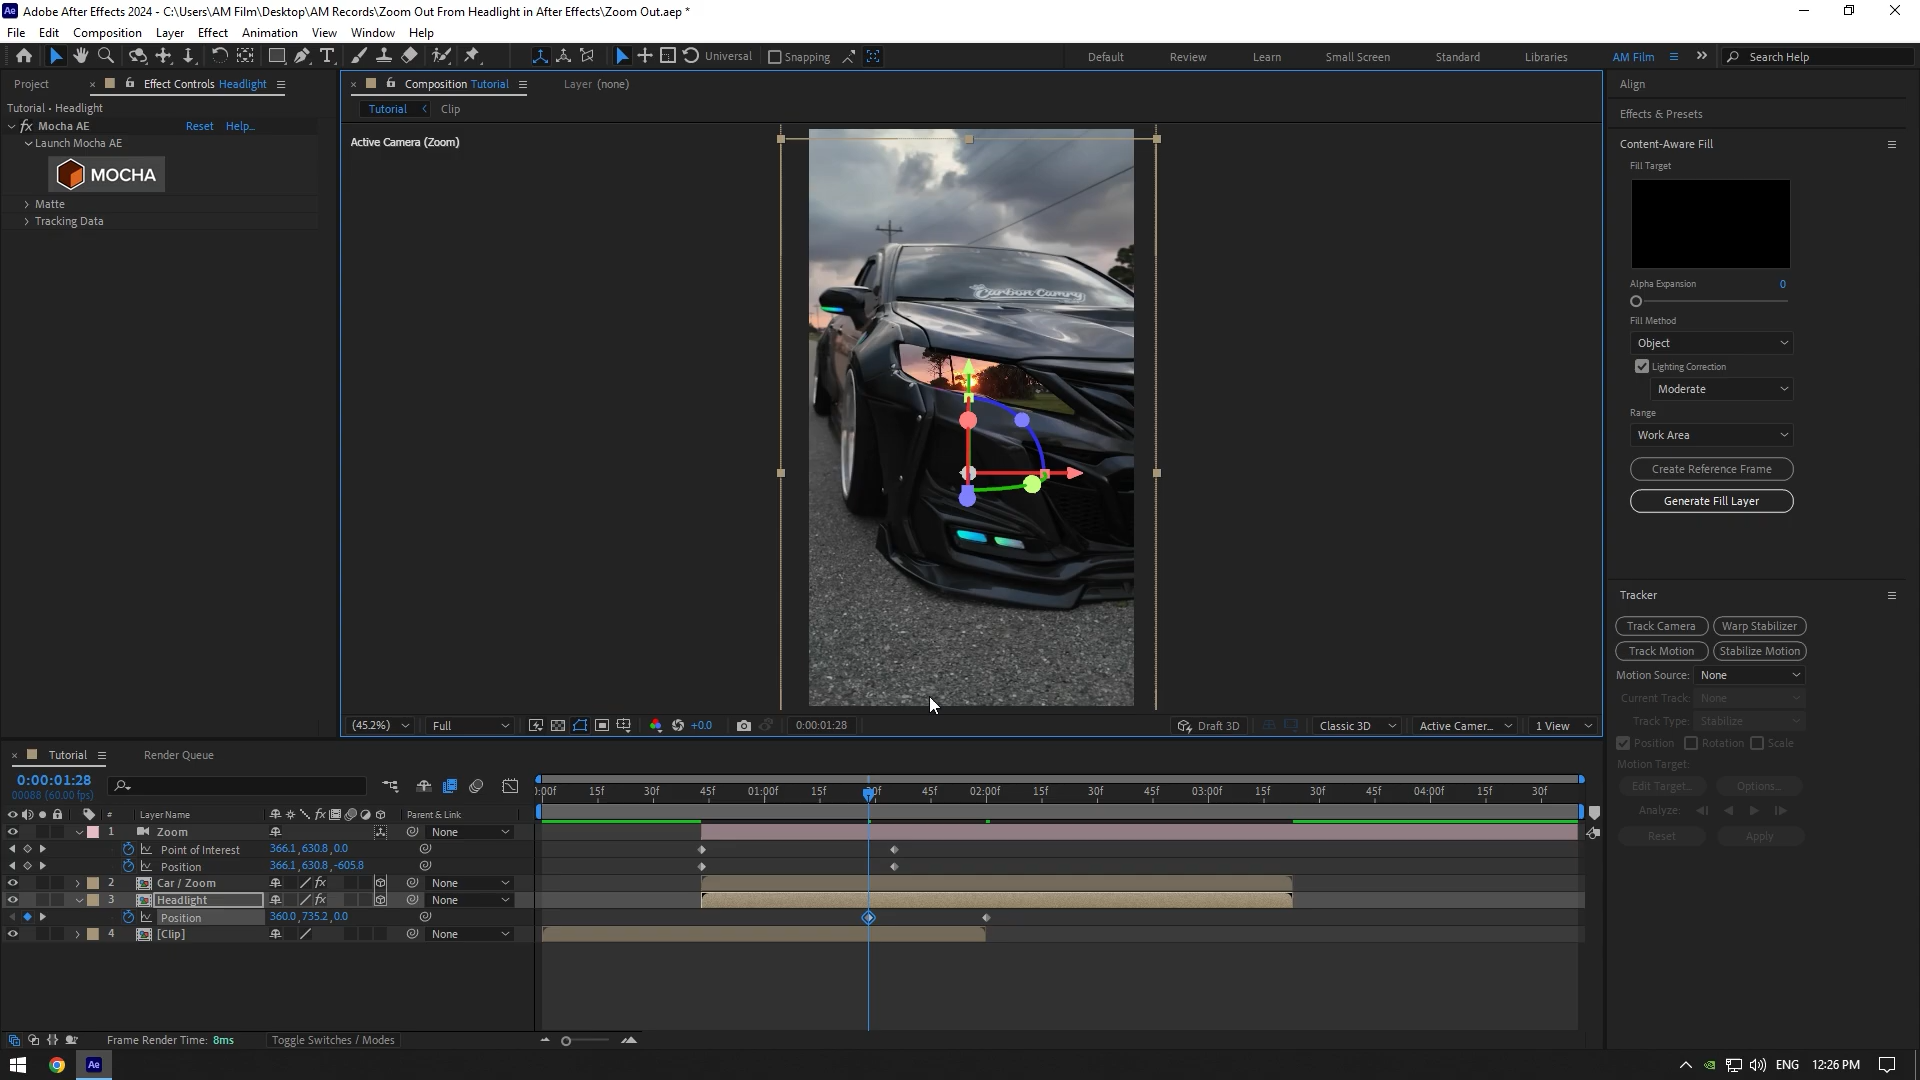 Adobe After Effects 2024 - C:\Users\AM Film\Desktop\AM Records\Zoom Out From Headlight in After Effects\Zoom Out.aep *
File Edit Composition Layer Effect Animation View Window Help
Universal Snapping Default Review Learn Small Screen Standard Libraries AM Film Search Help
Project Effect Controls Headlight Composition Tutorial Layer (none) Align
Tutorial • Headlight Tutorial Clip
Effects & Presets
fx Mocha AE Reset Help...
Launch Mocha AE
MOCHA
Matte
Tracking Data
Active Camera (Zoom)
Carbon Camry
Content-Aware Fill
Fill Target
Alpha Expansion 0
Fill Method
Object
Lighting Correction
Moderate
Range
Work Area
Create Reference Frame
Generate Fill Layer
Tracker
Track Camera Warp Stabilizer
Track Motion Stabilize Motion
Motion Source: None
Current Track: None
Track Type: Stabilize
Position Rotation Scale
Motion Target:
Edit Target... Options...
Analyze:
Reset Apply
(45.2%) Full +0.0 0:00:01:28 Draft 3D Classic 3D Active Camer... 1 View
Tutorial Render Queue
0:00:01:28
00088 (60.00 fps)
:00f 15f 30f 45f 01:00f 15f 30f 45f 02:00f 15f 30f 45f 03:00f 15f 30f 45f 04:00f 15f 30f
# Layer Name Parent & Link
1 Zoom None
Point of Interest 366.1,630.8,0.0
Position 366.1,630.8,-605.8
2 Car / Zoom fx None
3 Headlight fx None
Position 360.0,735.2,0.0
4 [Clip] None
Frame Render Time: 8ms Toggle Switches / Modes
Ae ENG 12:26 PM